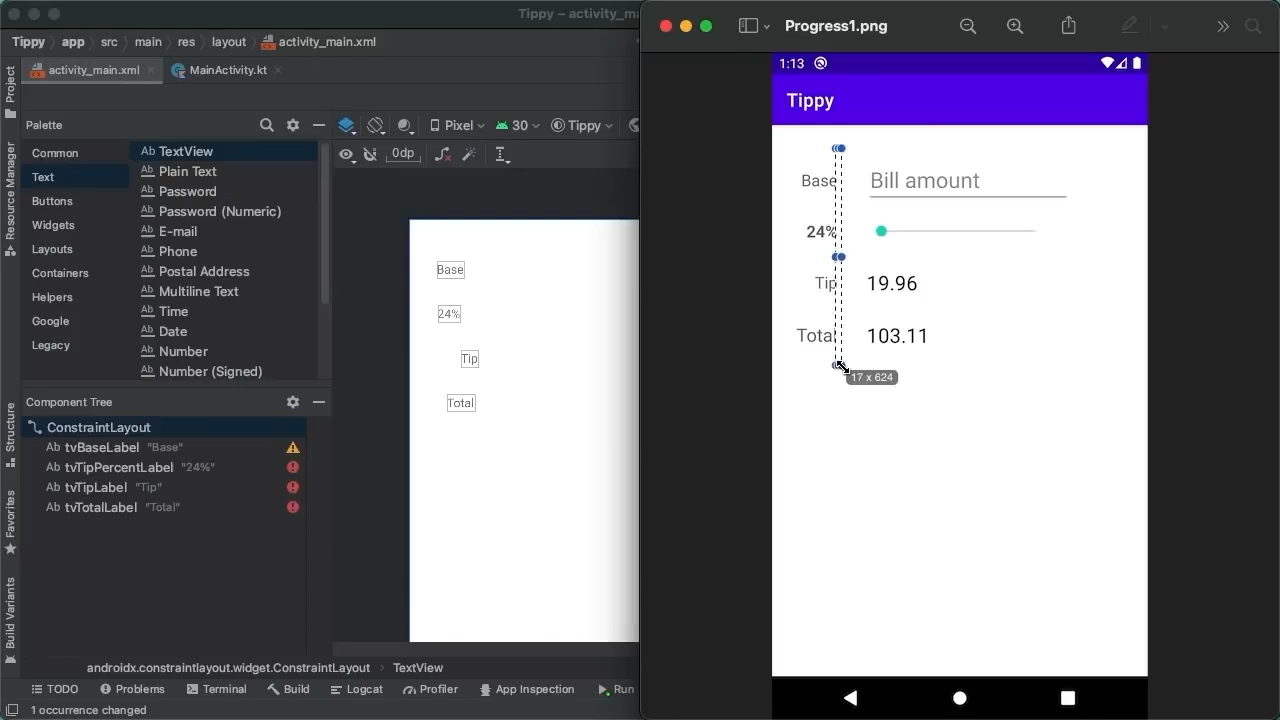 Tippy – activity_ma
Tippy
app
src
main
res
layout
activity_main.xml
activity_main.xml
MainActivity.kt
Project
Resource Manager
Structure
Favorites
Build Variants
Palette
Common
Text
Buttons
Widgets
Layouts
Containers
Helpers
Google
Legacy
Ab TextView
Ab Plain Text
Ab Password
Ab Password (Numeric)
Ab E-mail
Ab Phone
Ab Postal Address
Ab Multiline Text
Ab Time
Ab Date
Ab Number
Ab Number (Signed)
Pixel
30
Tippy
0dp
Component Tree
ConstraintLayout
Ab tvBaseLabel "Base"
Ab tvTipPercentLabel "24%"
Ab tvTipLabel "Tip"
Ab tvTotalLabel "Total"
Base
24%
Tip
Total
androidx.constraintlayout.widget.ConstraintLayout
TextView
TODO
Problems
Terminal
Build
Logcat
Profiler
App Inspection
Run
1 occurrence changed
Progress1.png
1:13
Tippy
Base Bill amount
24%
Tip 19.96
Total 103.11
17 x 624